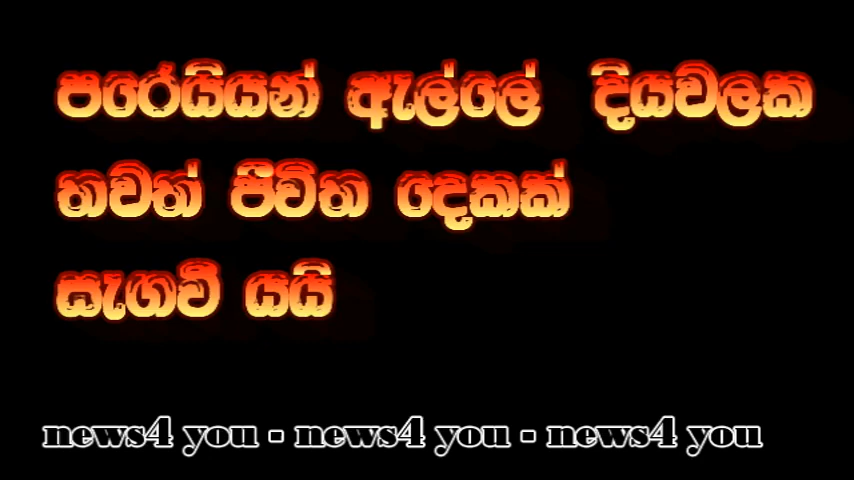 පරේයියන් ඇල්ලේ දියවලක
තවත් ජීවිත දෙකක්
සැඟවී යයි
news4 you - news4 you - news4 you